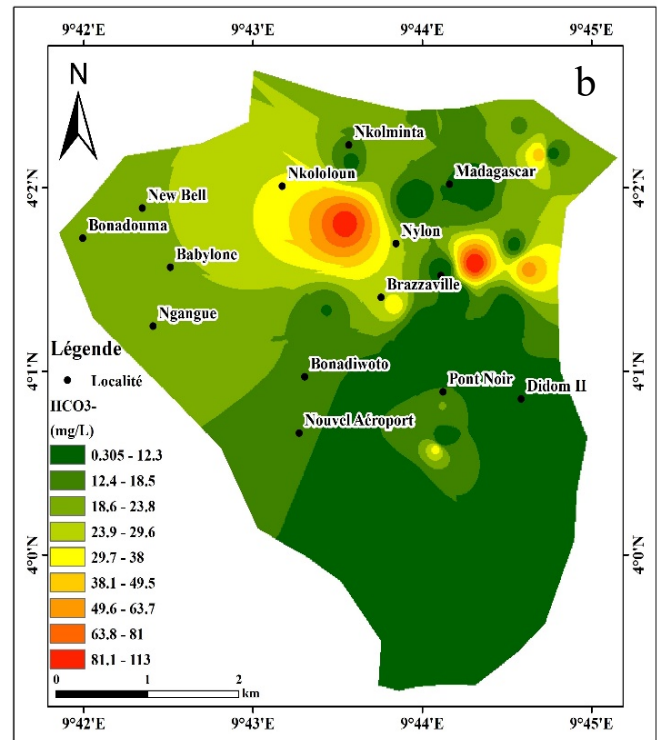 9°42'E 9°43'E 9°44'E 9°45'E
N
b
4°2'N
4°2'N
Nkolminta
Nkololoun
Madagascar
New Bell
Bonadouma
Nylon
Babylone
Brazzaville
Ngangue
4°1'N
4°1'N
Légende
Localité
Bonadiwoto
Pont Noir
Didom II
Nouvel Aéroport
HCO3-
(mg/L)
0.305 - 12.3
12.4 - 18.5
18.6 - 23.8
23.9 - 29.6
29.7 - 38
38.1 - 49.5
49.6 - 63.7
63.8 - 81
81.1 - 113
4°0'N
4°0'N
0 1 2
km
9°42'E 9°43'E 9°44'E 9°45'E